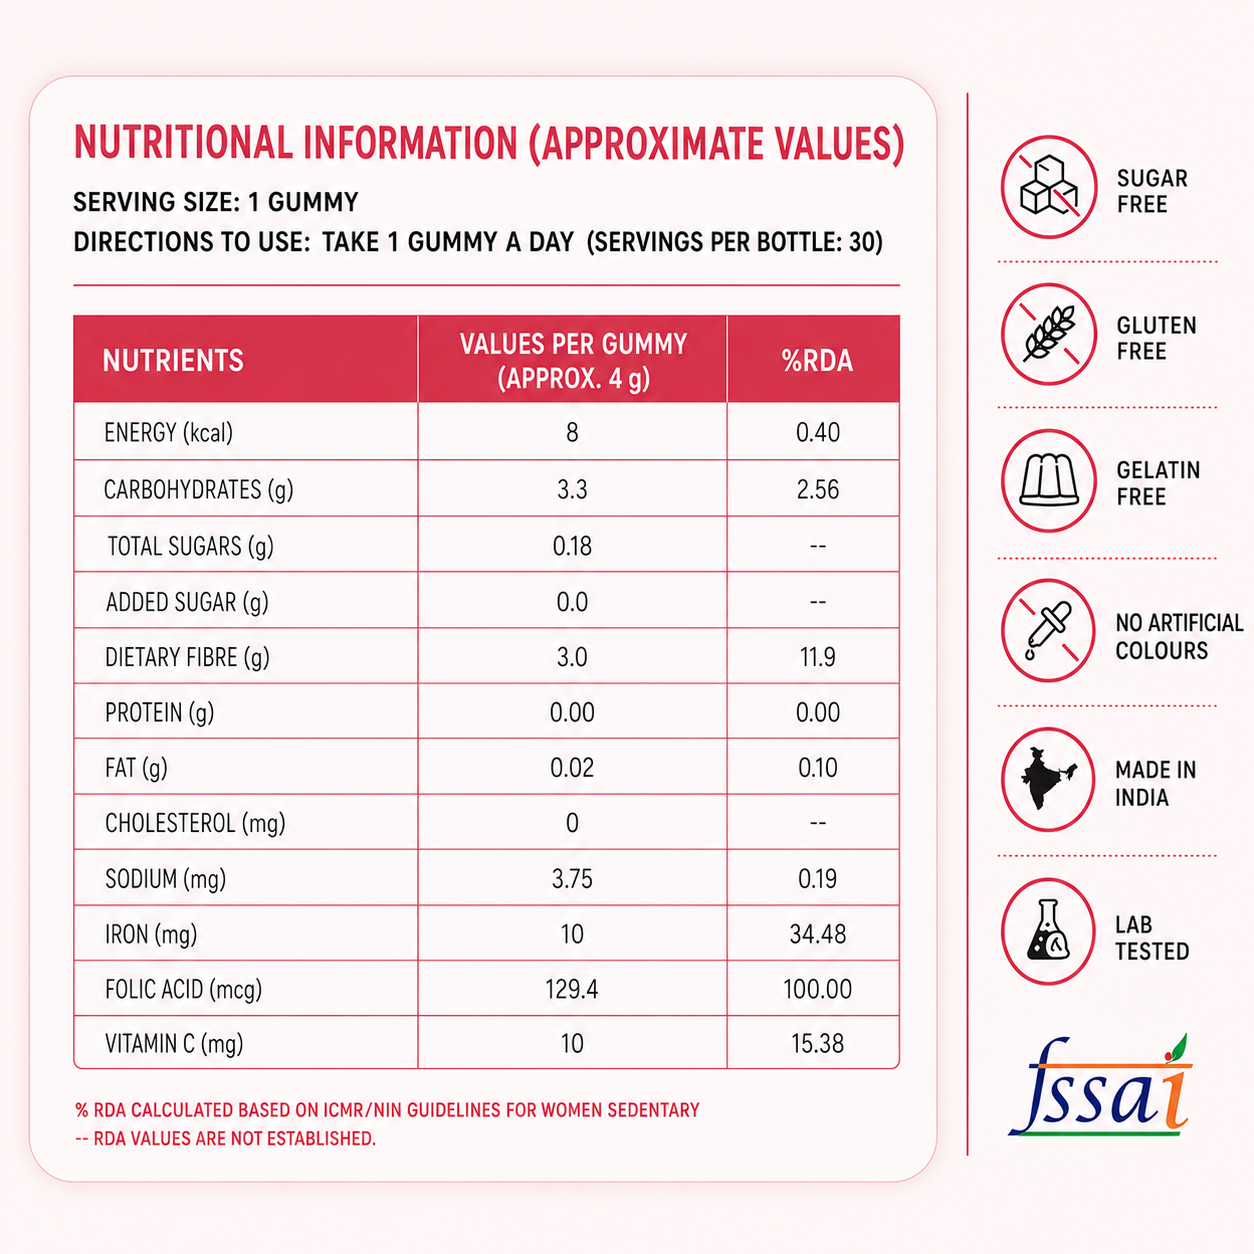 NUTRITIONAL INFORMATION (APPROXIMATE VALUES)
SERVING SIZE: 1 GUMMY
DIRECTIONS TO USE: TAKE 1 GUMMY A DAY (SERVINGS PER BOTTLE: 30)
NUTRIENTS VALUES PER GUMMY (APPROX. 4 g) %RDA
ENERGY (kcal) 8 0.40
CARBOHYDRATES (g) 3.3 2.56
TOTAL SUGARS (g) 0.18 --
ADDED SUGAR (g) 0.0 --
DIETARY FIBRE (g) 3.0 11.9
PROTEIN (g) 0.00 0.00
FAT (g) 0.02 0.10
CHOLESTEROL (mg) 0 --
SODIUM (mg) 3.75 0.19
IRON (mg) 10 34.48
FOLIC ACID (mcg) 129.4 100.00
VITAMIN C (mg) 10 15.38
% RDA CALCULATED BASED ON ICMR/NIN GUIDELINES FOR WOMEN SEDENTARY
-- RDA VALUES ARE NOT ESTABLISHED.
SUGAR
FREE
GLUTEN
FREE
GELATIN
FREE
NO ARTIFICIAL
COLOURS
MADE IN
INDIA
LAB
TESTED
fssai